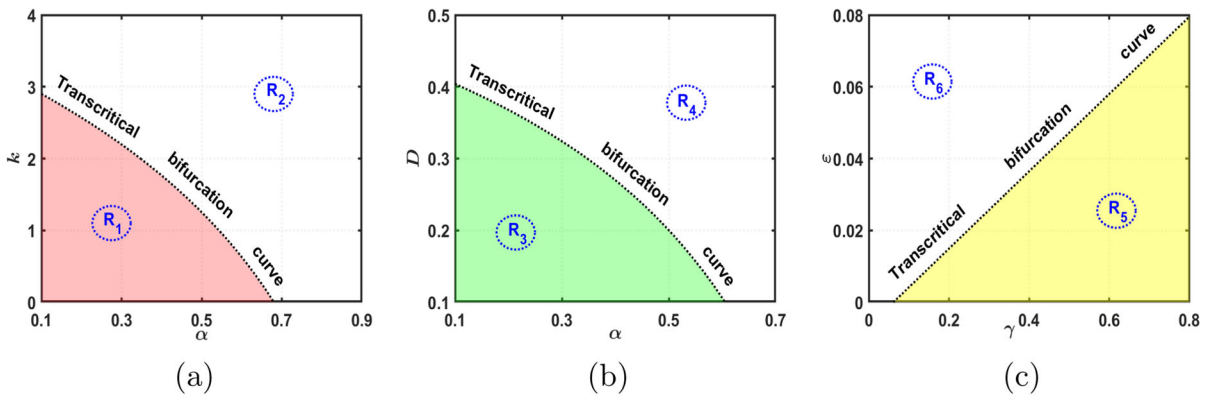 4
3
2
1
0
k
Transcritical bifurcation curve
R1
R2
0.1 0.3 0.5 0.7 0.9
α
(a)
0.5
0.4
0.3
0.2
0.1
D
Transcritical bifurcation curve
R3
R4
0.1 0.3 0.5 0.7
α
(b)
0.08
0.06
0.04
0.02
0
ε
Transcritical bifurcation curve
R6
R5
0 0.2 0.4 0.6 0.8
γ
(c)